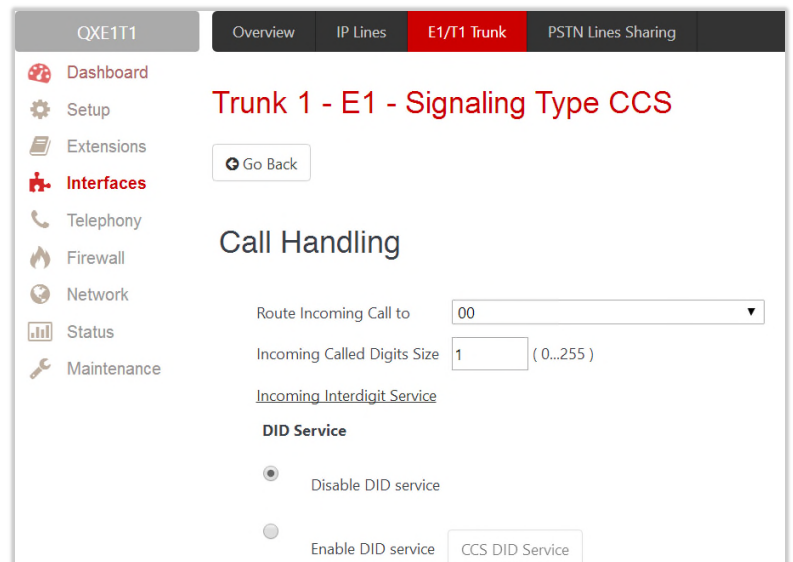 QXE1T1
Overview
IP Lines
E1/T1 Trunk
PSTN Lines Sharing
Dashboard
Setup
Extensions
Interfaces
Telephony
Firewall
Network
Status
Maintenance
Trunk 1 - E1 - Signaling Type CCS
Go Back
Call Handling
Route Incoming Call to
00
Incoming Called Digits Size
1
( 0...255 )
Incoming Interdigit Service
DID Service
Disable DID service
Enable DID service
CCS DID Service